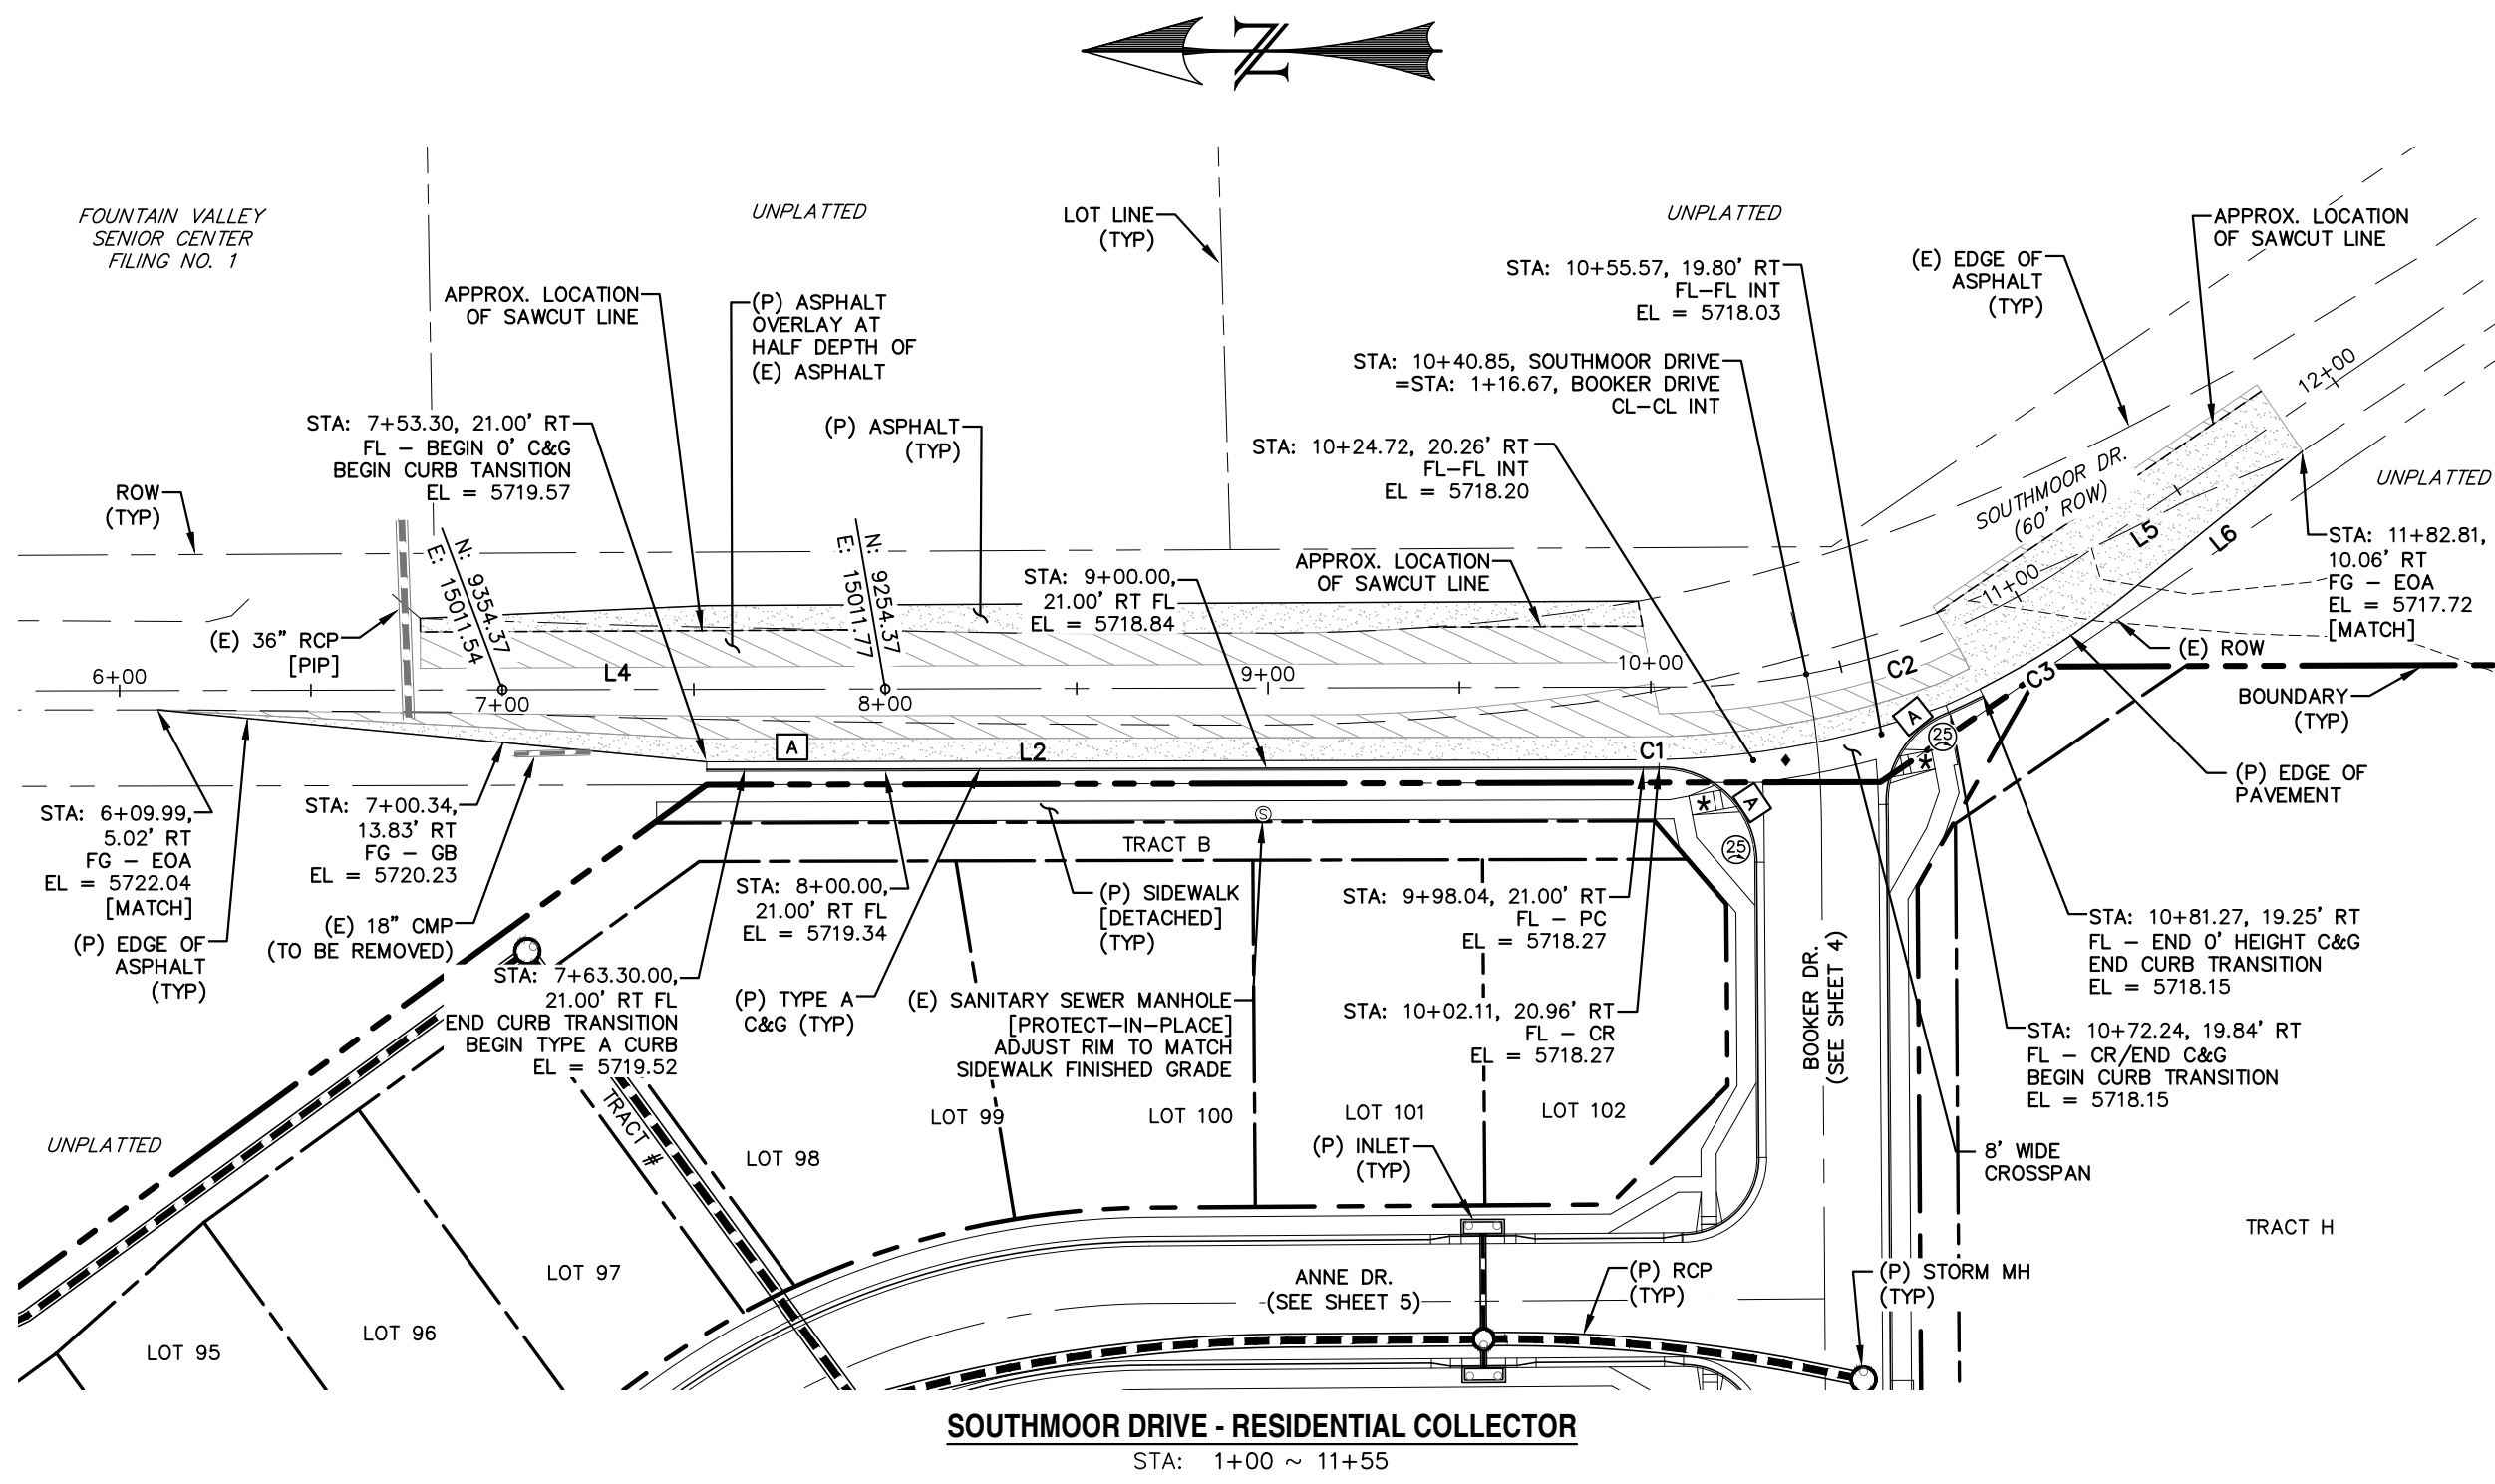 N
FOUNTAIN VALLEY
SENIOR CENTER
FILING NO. 1
UNPLATTED
LOT LINE
(TYP)
UNPLATTED
APPROX. LOCATION
OF SAWCUT LINE
(E) EDGE OF
ASPHALT
(TYP)
STA: 10+55.57, 19.80' RT
FL-FL INT
EL = 5718.03
APPROX. LOCATION
OF SAWCUT LINE
(P) ASPHALT
OVERLAY AT
HALF DEPTH OF
(E) ASPHALT
STA: 10+40.85, SOUTHMOOR DRIVE
=STA: 1+16.67, BOOKER DRIVE
CL-CL INT
12+00
STA: 7+53.30, 21.00' RT
FL - BEGIN 0' C&G
BEGIN CURB TANSITION
EL = 5719.57
(P) ASPHALT
(TYP)
STA: 10+24.72, 20.26' RT
FL-FL INT
EL = 5718.20
SOUTHMOOR DR.
(60' ROW)
UNPLATTED
ROW
(TYP)
N: 9354.37
E: 15011.54
N: 9254.37
E: 15011.77
STA: 9+00.00,
21.00' RT FL
EL = 5718.84
APPROX. LOCATION
OF SAWCUT LINE
L5
L6
STA: 11+82.81,
10.06' RT
FG - EOA
EL = 5717.72
[MATCH]
11+00
(E) 36" RCP
[PIP]
(E) ROW
6+00
L4
7+00
8+00
9+00
10+00
C2
C3
BOUNDARY
(TYP)
A
L2
C1
A
25
*
(P) EDGE OF
PAVEMENT
STA: 6+09.99,
5.02' RT
FG - EOA
EL = 5722.04
[MATCH]
STA: 7+00.34,
13.83' RT
FG - GB
EL = 5720.23
S
*
A
25
TRACT B
(P) EDGE OF
ASPHALT
(TYP)
(E) 18" CMP
(TO BE REMOVED)
STA: 8+00.00,
21.00' RT FL
EL = 5719.34
(P) SIDEWALK
[DETACHED]
(TYP)
STA: 9+98.04, 21.00' RT
FL - PC
EL = 5718.27
STA: 10+81.27, 19.25' RT
FL - END 0' HEIGHT C&G
END CURB TRANSITION
EL = 5718.15
STA: 7+63.30.00,
21.00' RT FL
END CURB TRANSITION
BEGIN TYPE A CURB
EL = 5719.52
(P) TYPE A
C&G (TYP)
(E) SANITARY SEWER MANHOLE
[PROTECT-IN-PLACE]
ADJUST RIM TO MATCH
SIDEWALK FINISHED GRADE
STA: 10+02.11, 20.96' RT
FL - CR
EL = 5718.27
BOOKER DR.
(SEE SHEET 4)
STA: 10+72.24, 19.84' RT
FL - CR/END C&G
BEGIN CURB TRANSITION
EL = 5718.15
UNPLATTED
TRACT #
LOT 98
LOT 99
LOT 100
LOT 101
LOT 102
(P) INLET
(TYP)
8' WIDE
CROSSPAN
TRACT H
LOT 95
LOT 96
LOT 97
ANNE DR.
(SEE SHEET 5)
(P) RCP
(TYP)
(P) STORM MH
(TYP)
SOUTHMOOR DRIVE - RESIDENTIAL COLLECTOR
STA: 1+00 ~ 11+55